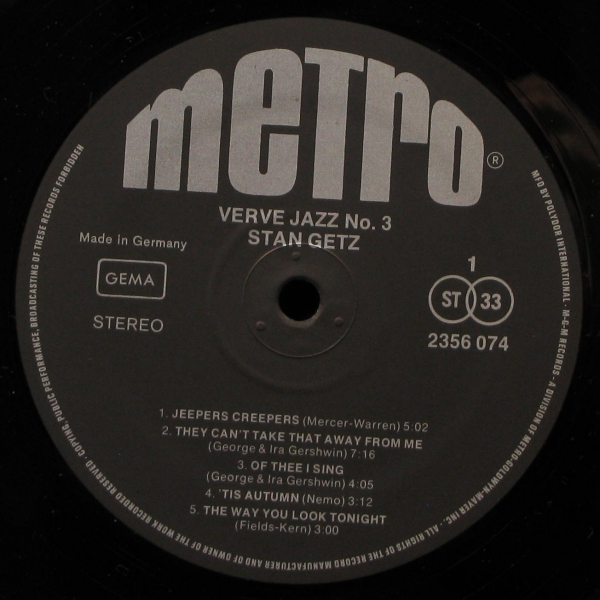 metro®
VERVE JAZZ No. 3
STAN GETZ
Made in Germany
GEMA
STEREO
1
ST 33
2356 074
1. JEEPERS CREEPERS (Mercer-Warren) 5:02
2. THEY CAN'T TAKE THAT AWAY FROM ME
(George & Ira Gershwin) 7:16
3. OF THEE I SING
(George & Ira Gershwin) 4:05
4. 'TIS AUTUMN (Nemo) 3:12
5. THE WAY YOU LOOK TONIGHT
(Fields-Kern) 3:00
MFD BY POLYDOR INTERNATIONAL · M-G-M RECORDS · A DIVISION OF METRO-GOLDWYN-MAYER INC. · ALL RIGHTS OF THE RECORD MANUFACTURER AND OF THE OWNER OF THE WORK RECORDED RESERVED · COPYING, PUBLIC PERFORMANCE, BROADCASTING OF THESE RECORDS FORBIDDEN